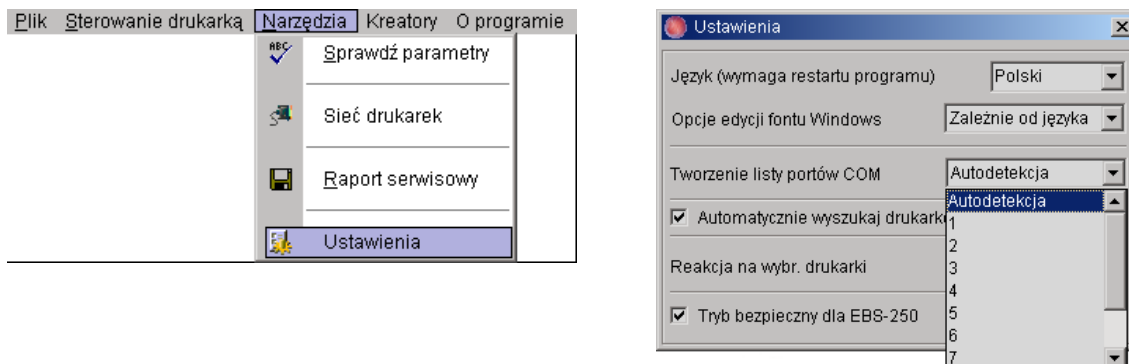 Plik Sterowanie drukarką Narzędzia Kreatory O programie
ABC
Sprawdź parametry
Sieć drukarek
Raport serwisowy
Ustawienia
Ustawienia
Język (wymaga restartu programu) Polski
Opcje edycji fontu Windows Zależnie od języka
Tworzenie listy portów COM Autodetekcja
Autodetekcja
Automatycznie wyszukaj drukark
1
2
Reakcja na wybr. drukarki 3
4
Tryb bezpieczny dla EBS-250 5
6
7